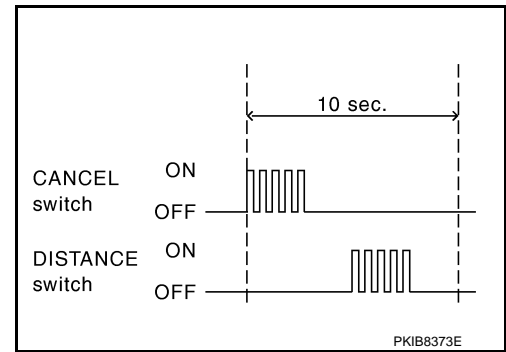 10 sec.
CANCEL
switch
ON
OFF
DISTANCE
switch
ON
OFF
PKIB8373E